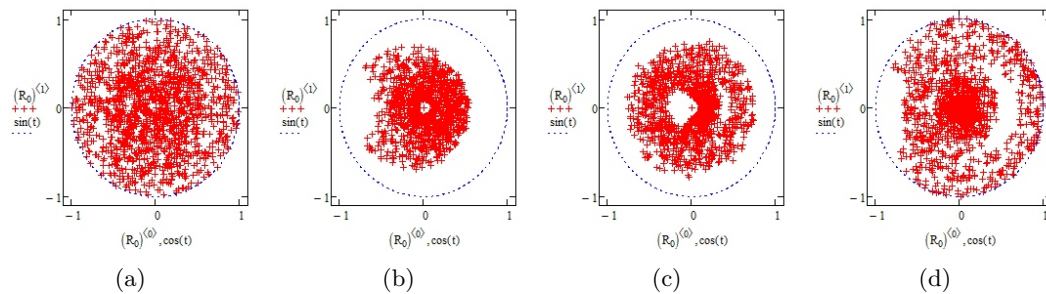 1
(R₀)^⟨1⟩
+++
sin(t)
.....
0
−1
−1
0
1
(R₀)^⟨0⟩, cos(t)
(a)
1
(R₀)^⟨1⟩
+++
sin(t)
.....
0
−1
−1
0
1
(R₀)^⟨0⟩, cos(t)
(b)
1
(R₀)^⟨1⟩
+++
sin(t)
.....
0
−1
−1
0
1
(R₀)^⟨0⟩, cos(t)
(c)
1
(R₀)^⟨1⟩
+++
sin(t)
.....
0
−1
−1
0
1
(R₀)^⟨0⟩, cos(t)
(d)